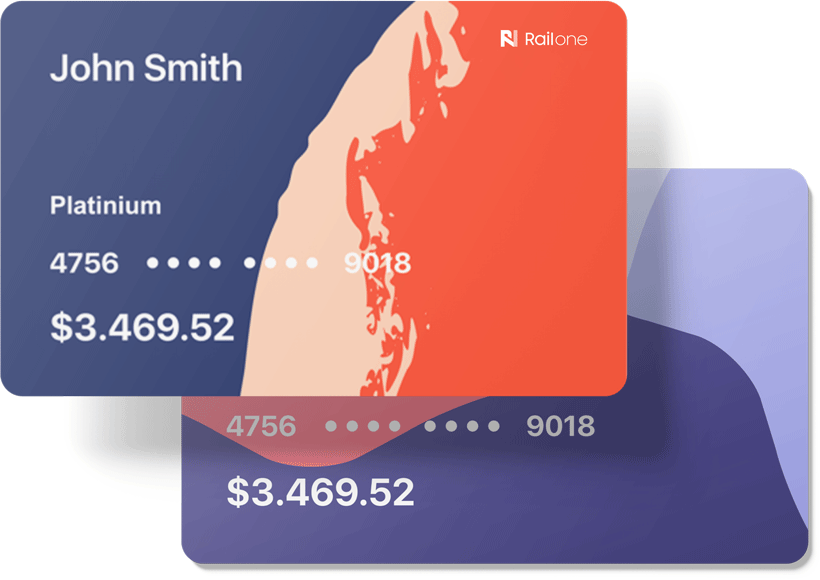 Railone
John Smith
Platinium
4756 •••• •••• 9018
$3.469.52
4756 •••• •••• 9018
$3.469.52